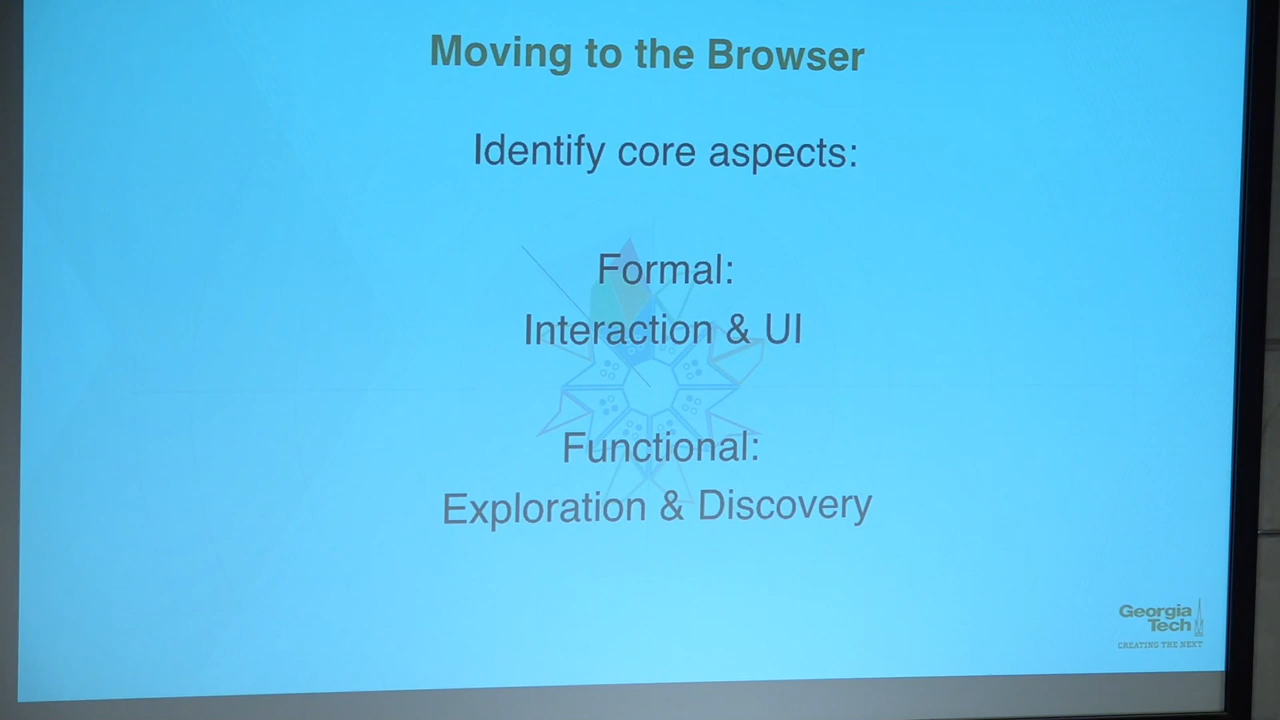 Moving to the Browser
Identify core aspects:
Formal:
Interaction & UI
Functional:
Exploration & Discovery
Georgia
Tech
CREATING THE NEXT